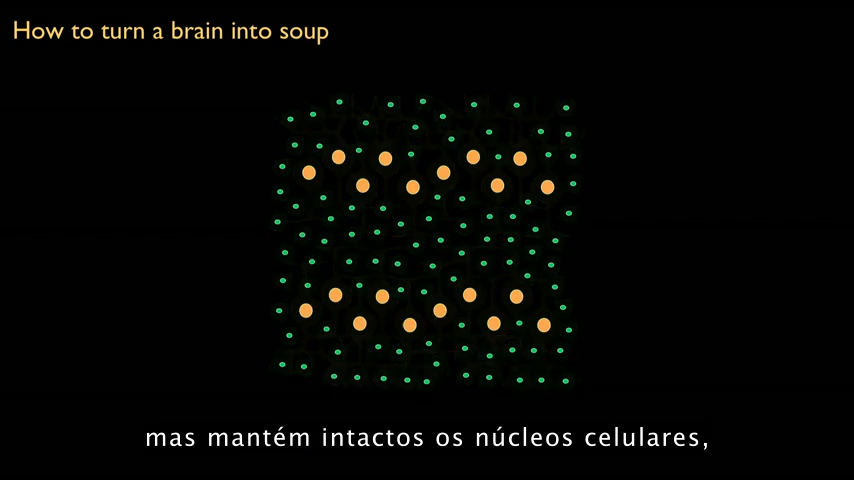 How to turn a brain into soup
mas mantém intactos os núcleos celulares,